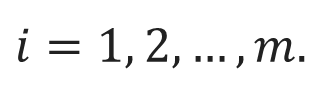 i = 1, 2, ... , m.